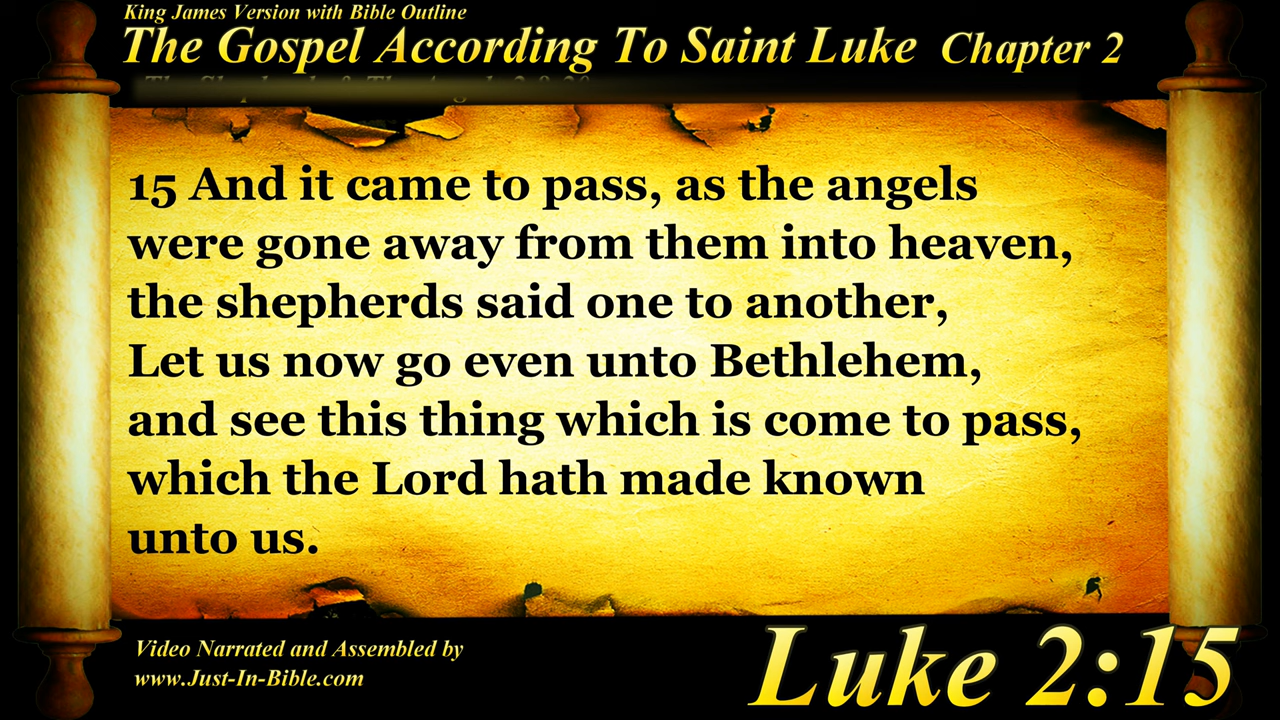 King James Version with Bible Outline
The Gospel According To Saint Luke Chapter 2
15 And it came to pass, as the angels
were gone away from them into heaven,
the shepherds said one to another,
Let us now go even unto Bethlehem,
and see this thing which is come to pass,
which the Lord hath made known
unto us.
Video Narrated and Assembled by
www.Just-In-Bible.com
Luke 2:15